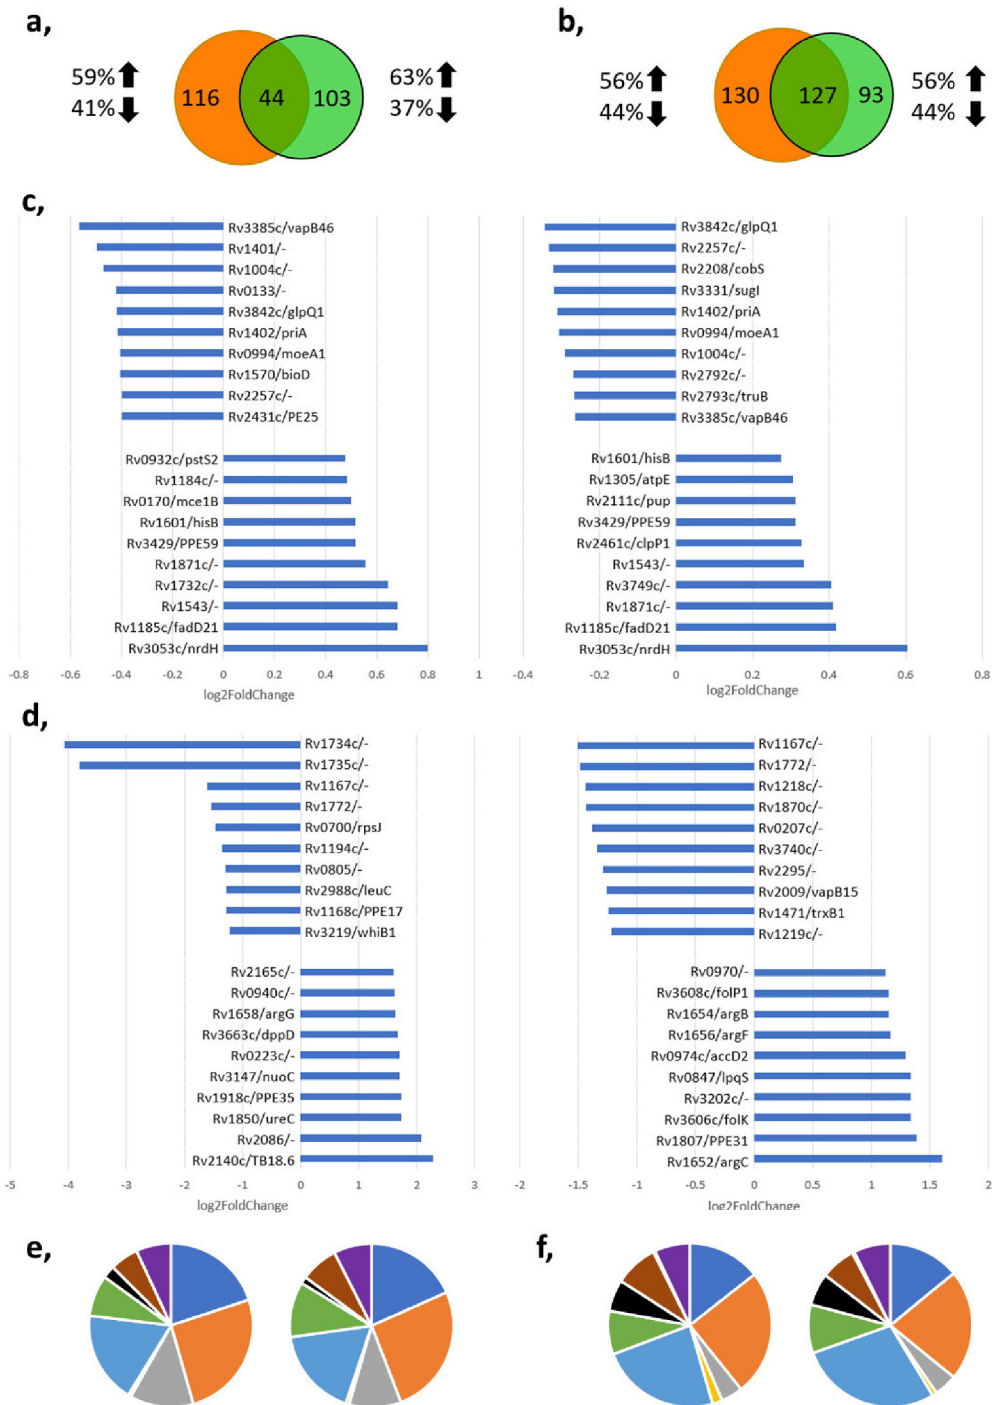 a,
b,
59%
41%
116
44
103
63%
37%
56%
44%
130
127
93
56%
44%
c,
Rv3385c/vapB46
Rv1401/-
Rv1004c/-
Rv0133/-
Rv3842c/glpQ1
Rv1402/priA
Rv0994/moeA1
Rv1570/bioD
Rv2257c/-
Rv2431c/PE25
Rv0932c/pstS2
Rv1184c/-
Rv0170/mce1B
Rv1601/hisB
Rv3429/PPE59
Rv1871c/-
Rv1732c/-
Rv1543/-
Rv1185c/fadD21
Rv3053c/nrdH
-0.8 -0.6 -0.4 -0.2 0 0.2 0.4 0.6 0.8 1
log2FoldChange
Rv3842c/glpQ1
Rv2257c/-
Rv2208/cobS
Rv3331/sugI
Rv1402/priA
Rv0994/moeA1
Rv1004c/-
Rv2792c/-
Rv2793c/truB
Rv3385c/vapB46
Rv1601/hisB
Rv1305/atpE
Rv2111c/pup
Rv3429/PPE59
Rv2461c/clpP1
Rv1543/-
Rv3749c/-
Rv1871c/-
Rv1185c/fadD21
Rv3053c/nrdH
-0.4 -0.2 0 0.2 0.4 0.6 0.8
log2FoldChange
d,
Rv1734c/-
Rv1735c/-
Rv1167c/-
Rv1772/-
Rv0700/rpsJ
Rv1194c/-
Rv0805/-
Rv2988c/leuC
Rv1168c/PPE17
Rv3219/whiB1
Rv2165c/-
Rv0940c/-
Rv1658/argG
Rv3663c/dppD
Rv0223c/-
Rv3147/nuoC
Rv1918c/PPE35
Rv1850/ureC
Rv2086/-
Rv2140c/TB18.6
-5 -4 -3 -2 -1 0 1 2 3
log2FoldChange
Rv1167c/-
Rv1772/-
Rv1218c/-
Rv1870c/-
Rv0207c/-
Rv3740c/-
Rv2295/-
Rv2009/vapB15
Rv1471/trxB1
Rv1219c/-
Rv0970/-
Rv3608c/folP1
Rv1654/argB
Rv1656/argF
Rv0974c/accD2
Rv0847/lpqS
Rv3202c/-
Rv3606c/folK
Rv1807/PPE31
Rv1652/argC
-2 -1.5 -1 -0.5 0 0.5 1 1.5 2
log2FoldChange
e,
f,